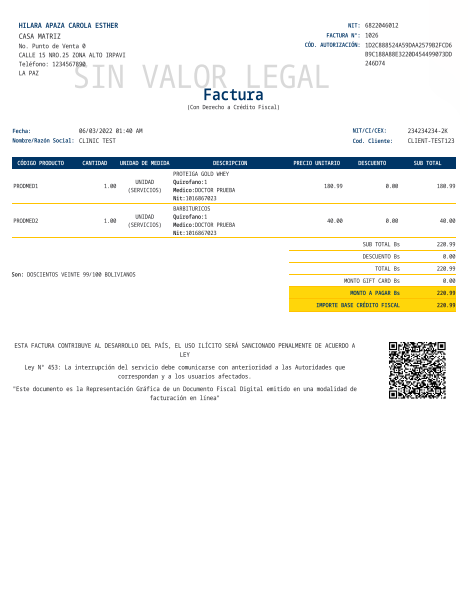 HILARA APAZA CAROLA ESTHER
CASA MATRIZ
No. Punto de Venta 0
CALLE 15 NRO.25 ZONA ALTO IRPAVI
Teléfono: 1234567890
LA PAZ
NIT: 6822046012
FACTURA N°: 1026
CÓD. AUTORIZACIÓN: 1D2C888524A59DAA257982FCD6
B9C188A88E3220D454499073DD
246D74
SIN VALOR LEGAL
Factura
(Con Derecho a Crédito Fiscal)
Fecha: 06/03/2022 01:40 AM
Nombre/Razón Social: CLINIC TEST
NIT/CI/CEX: 234234234-2K
Cod. Cliente: CLIENT-TEST123
CÓDIGO PRODUCTO CANTIDAD UNIDAD DE MEDIDA DESCRIPCION PRECIO UNITARIO DESCUENTO SUB TOTAL
PRODMED1 1.00 UNIDAD (SERVICIOS) PROTEIGA GOLD WHEY 180.99 0.00 180.99
Quirofano:1
Medico:DOCTOR PRUEBA
Nit:1016867023
PRODMED2 1.00 UNIDAD (SERVICIOS) BARBITURICOS 40.00 0.00 40.00
Quirofano:1
Medico:DOCTOR PRUEBA
Nit:1016867023
SUB TOTAL Bs 220.99
DESCUENTO Bs 0.00
Son: DOSCIENTOS VEINTE 99/100 BOLIVIANOS
TOTAL Bs 220.99
MONTO GIFT CARD Bs 0.00
MONTO A PAGAR Bs 220.99
IMPORTE BASE CRÉDITO FISCAL 220.99
ESTA FACTURA CONTRIBUYE AL DESARROLLO DEL PAÍS, EL USO ILÍCITO SERÁ SANCIONADO PENALMENTE DE ACUERDO A
LEY
Ley N° 453: La interrupción del servicio debe comunicarse con anterioridad a las Autoridades que
correspondan y a los usuarios afectados.
"Este documento es la Representación Gráfica de un Documento Fiscal Digital emitido en una modalidad de
facturación en línea"